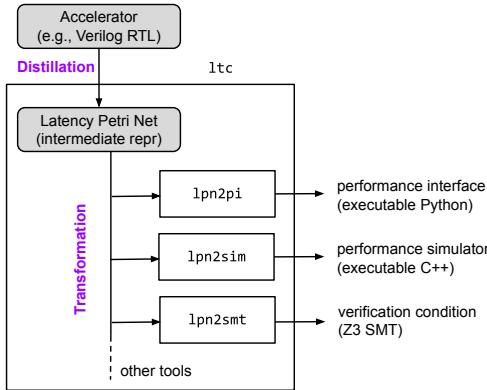 Accelerator
(e.g., Verilog RTL)
Distillation
ltc
Latency Petri Net
(intermediate repr)
Transformation
lpn2pi
performance interface
(executable Python)
lpn2sim
performance simulator
(executable C++)
lpn2smt
verification condition
(Z3 SMT)
other tools